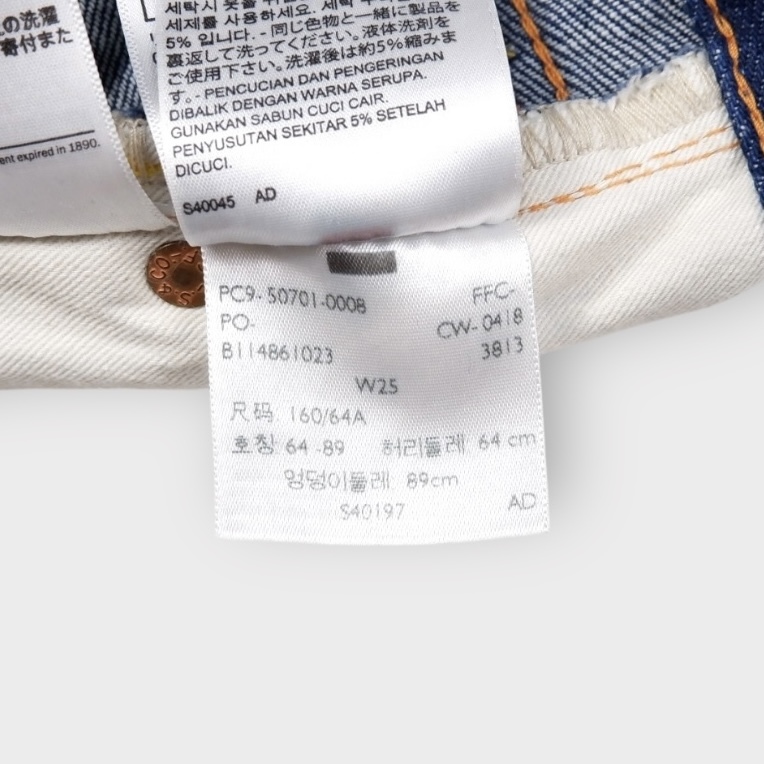 の洗濯
寄付また
ent expired in 1890.
세제를 사용하세요. 세탁
5% 입니다. - 同じ色物と一緒に製品を
裏返して洗ってください。液体洗剤を
ご使用下さい。洗濯後は約5%縮みま
す。- PENCUCIAN DAN PENGERINGAN
DIBALIK DENGAN WARNA SERUPA.
GUNAKAN SABUN CUCI CAIR.
PENYUSUTAN SEKITAR 5% SETELAH
DICUCI.
S40045 AD
PC9- 50701-0008 FFC-
PO- CW- 0418
B114861023 3813
W25
尺码 160/64A
호칭 64 -89 허리둘레 64 cm
엉덩이둘레 89cm
S40197 AD